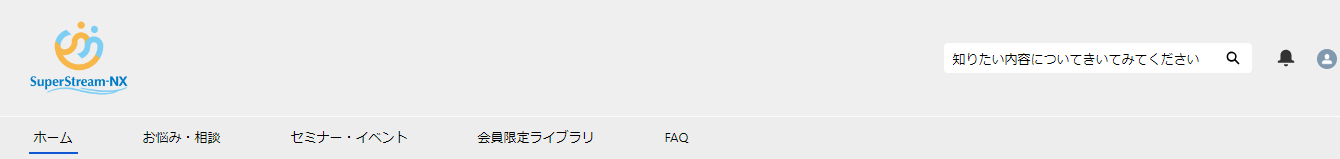 SuperStream-NX
知りたい内容についてきいてみてください
ホーム
お悩み・相談
セミナー・イベント
会員限定ライブラリ
FAQ